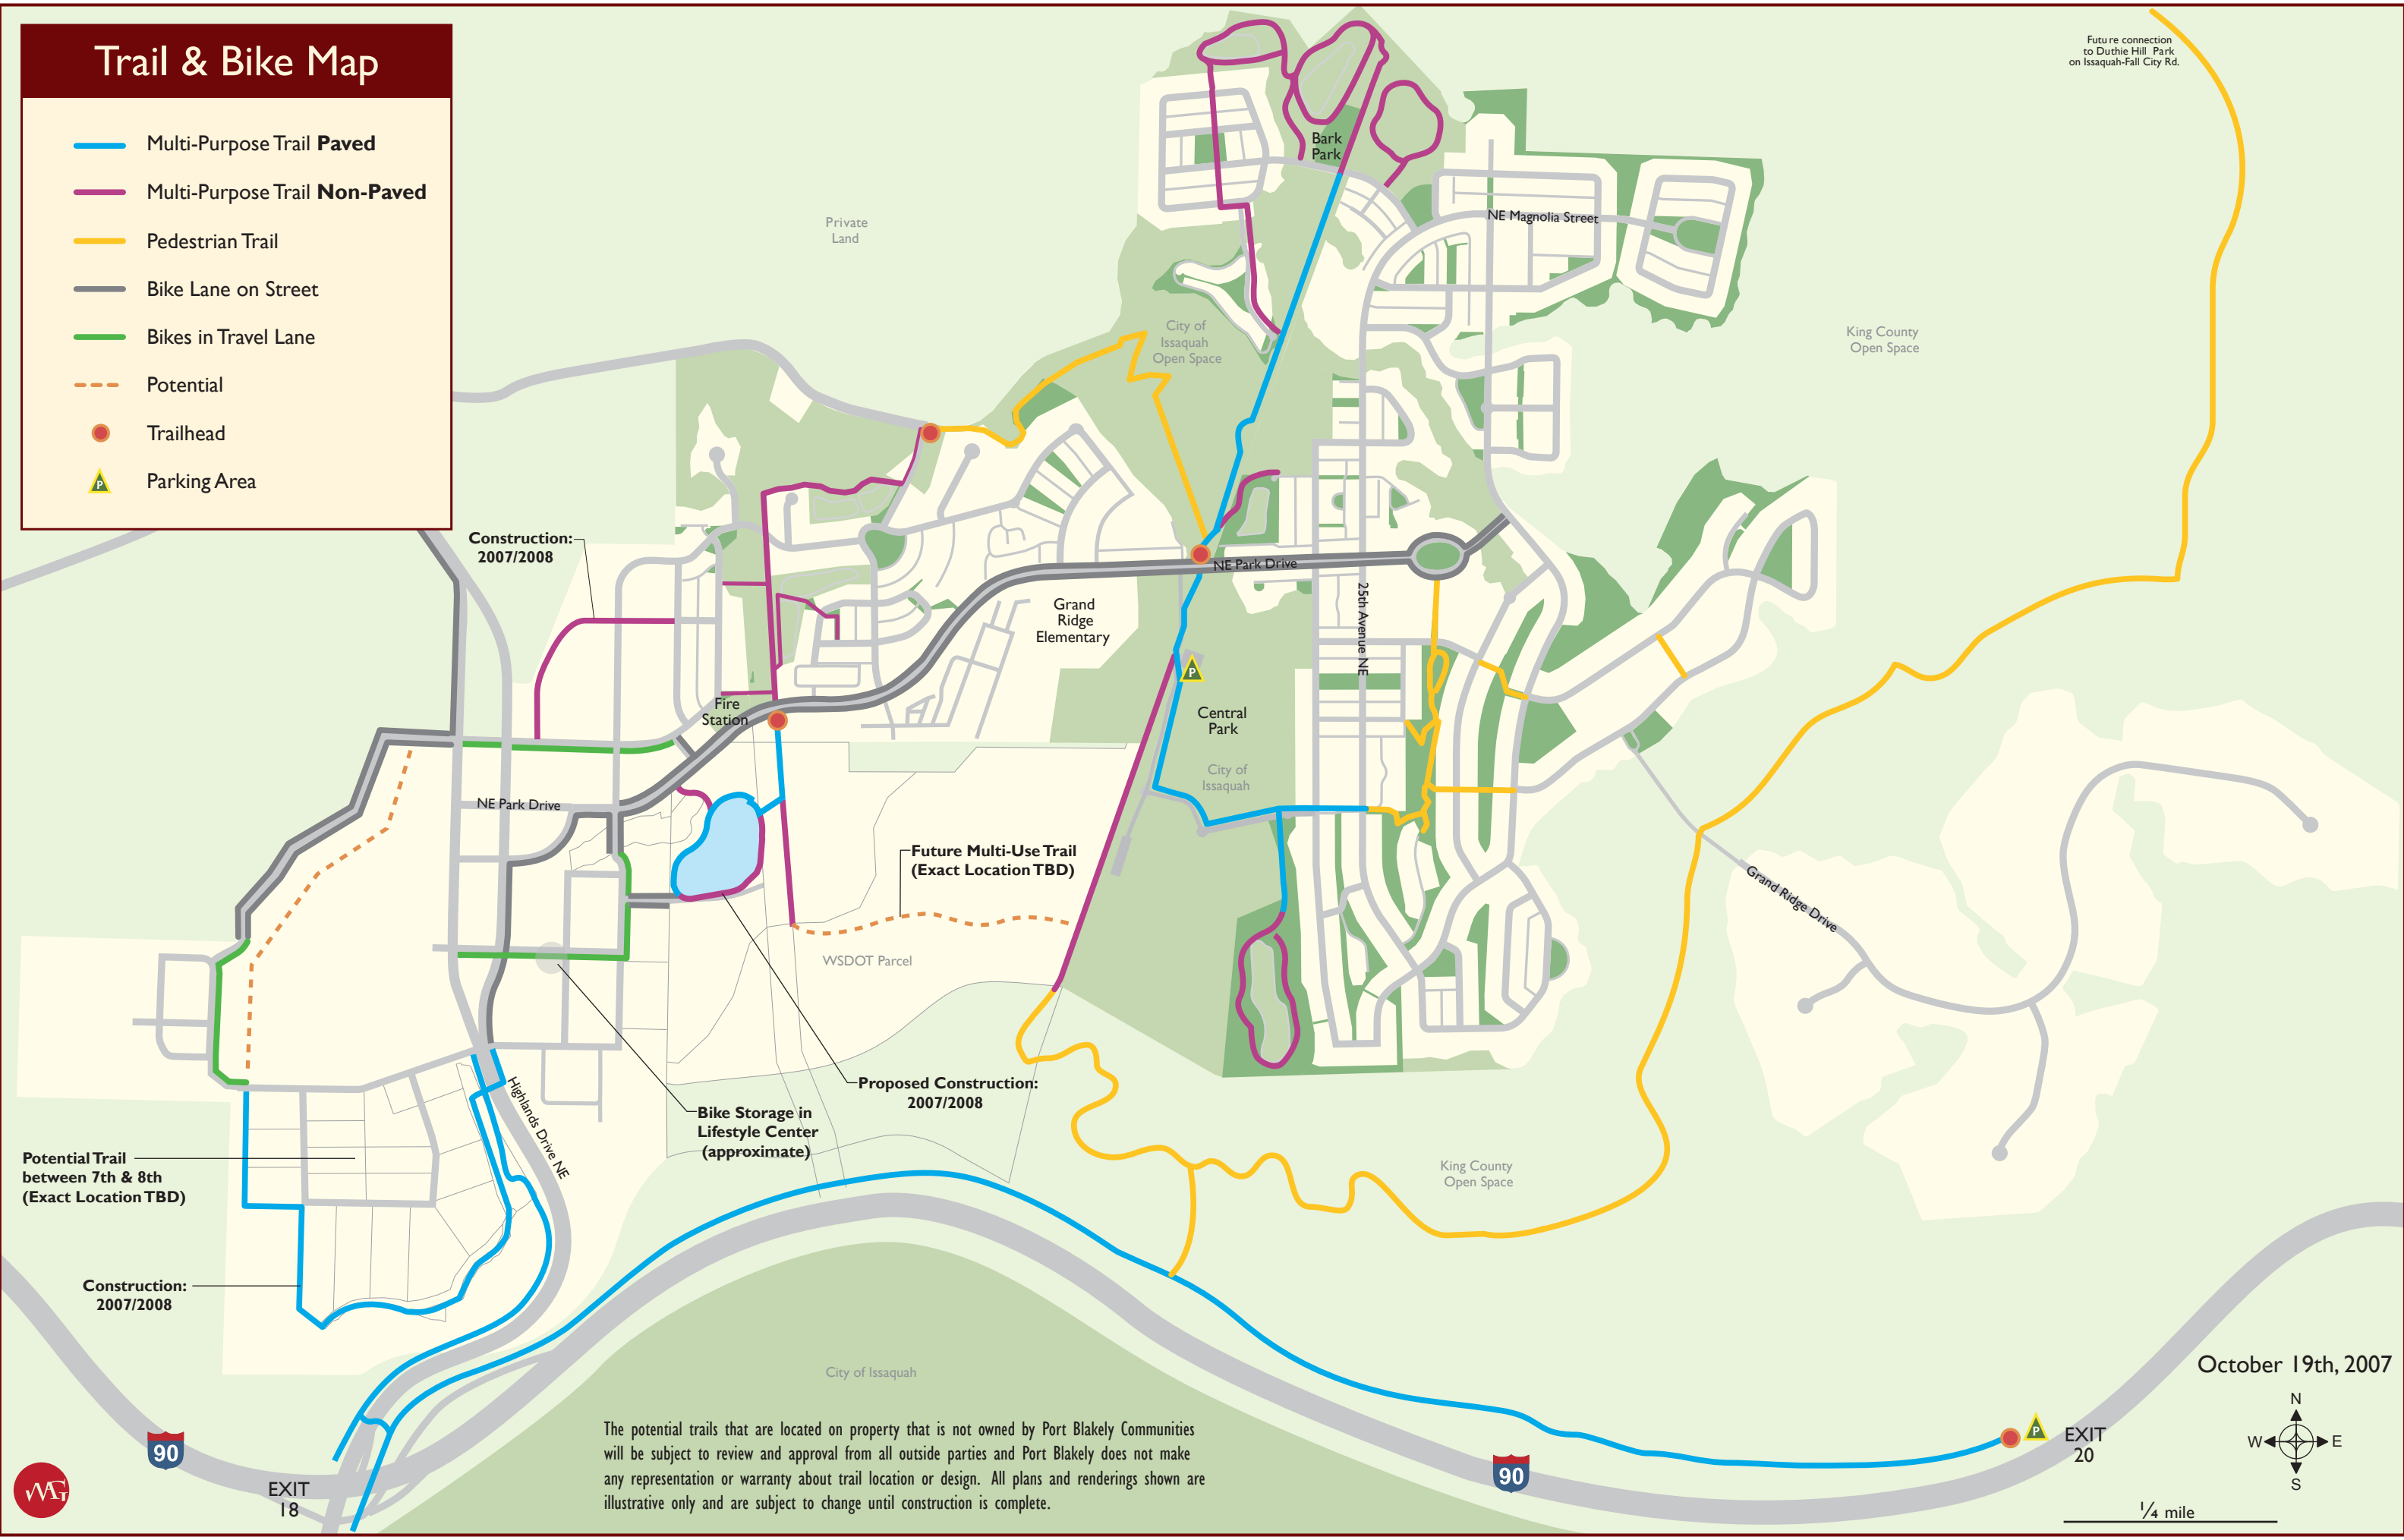 Trail & Bike Map
Multi-Purpose Trail Paved
Multi-Purpose Trail Non-Paved
Pedestrian Trail
Bike Lane on Street
Bikes in Travel Lane
Potential
Trailhead
P
Parking Area
Future connection
to Duthie Hill Park
on Issaquah-Fall City Rd.
Bark
Park
Private
Land
NE Magnolia Street
City of
Issaquah
Open Space
King County
Open Space
Construction:
2007/2008
NE Park Drive
25th Avenue NE
Grand
Ridge
Elementary
P
Fire
Station
Central
Park
City of
Issaquah
NE Park Drive
Future Multi-Use Trail
(Exact Location TBD)
Grand Ridge Drive
WSDOT Parcel
Highlands Drive NE
Proposed Construction:
2007/2008
Bike Storage in
Lifestyle Center
(approximate)
Potential Trail
between 7th & 8th
(Exact Location TBD)
King County
Open Space
Construction:
2007/2008
City of Issaquah
October 19th, 2007
N
W
E
S
The potential trails that are located on property that is not owned by Port Blakely Communities
will be subject to review and approval from all outside parties and Port Blakely does not make
any representation or warranty about trail location or design. All plans and renderings shown are
illustrative only and are subject to change until construction is complete.
90
90
P
EXIT
20
EXIT
18
1/4 mile